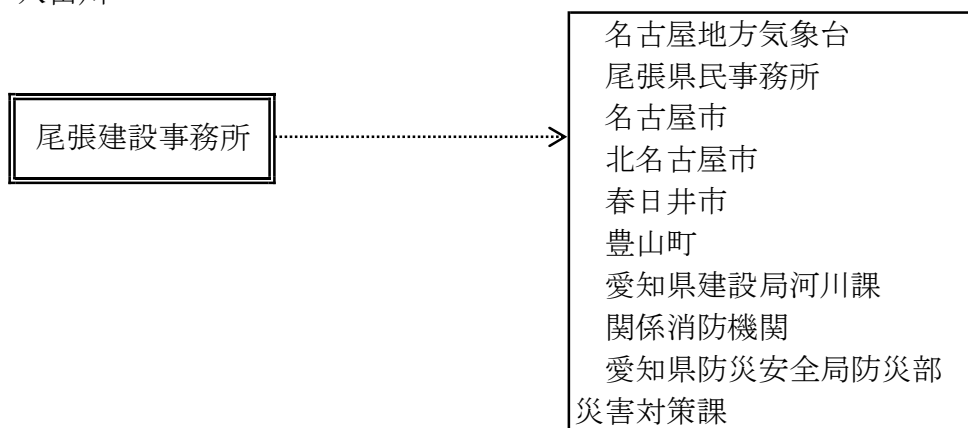 尾張建設事務所
名古屋地方気象台
尾張県民事務所
名古屋市
北名古屋市
春日井市
豊山町
愛知県建設局河川課
関係消防機関
愛知県防災安全局防災部
災害対策課